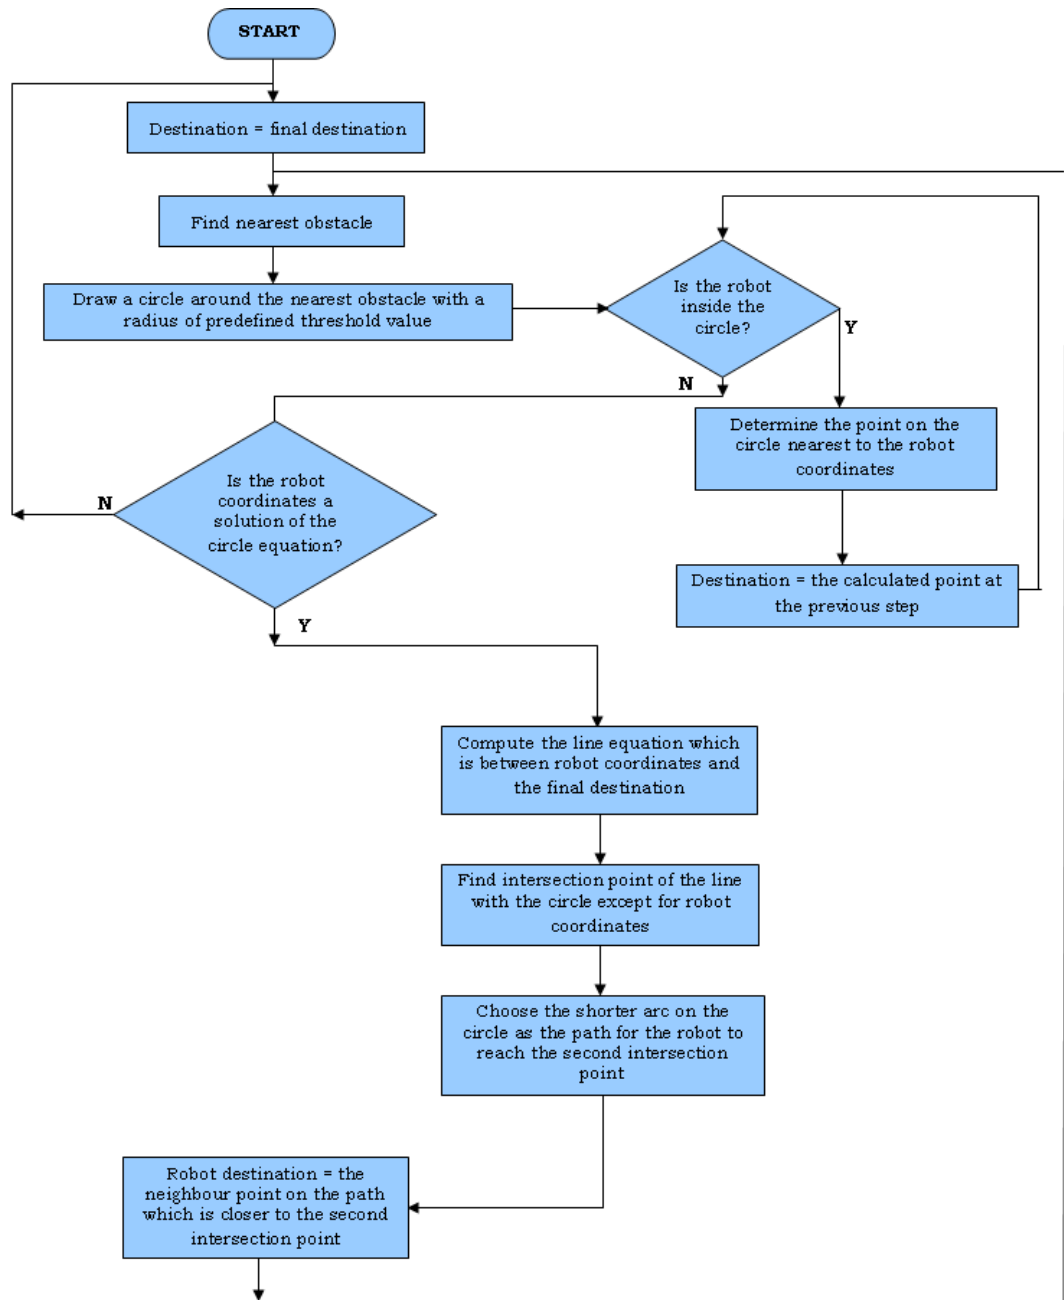 START
Destination = final destination
Find nearest obstacle
Draw a circle around the nearest obstacle with a
radius of predefined threshold value
Is the robot
inside the
circle?
Y
N
Determine the point on the
circle nearest to the robot
coordinates
Is the robot
coordinates a
solution of the
circle equation?
N
Destination = the calculated point at
the previous step
Y
Compute the line equation which
is between robot coordinates and
the final destination
Find intersection point of the line
with the circle except for robot
coordinates
Choose the shorter arc on the
circle as the path for the robot to
reach the second intersection
point
Robot destination = the
neighbour point on the path
which is closer to the second
intersection point